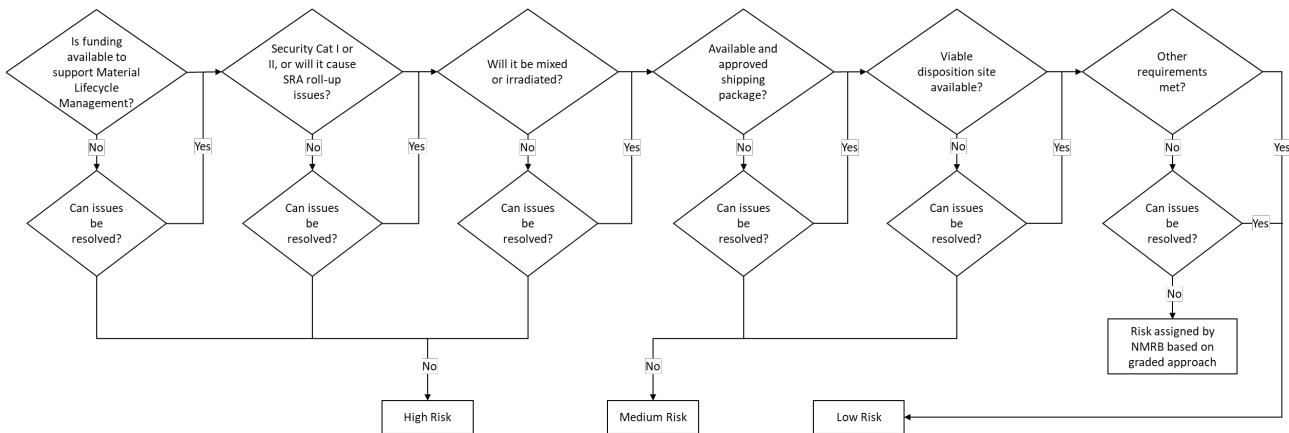 Is funding
available to
support Material
Lifecycle
Management?
Security Cat I or
II, or will it cause
SRA roll-up
issues?
Will it be mixed
or irradiated?
Available and
approved
shipping
package?
Viable
disposition site
available?
Other
requirements
met?
No
Yes
No
Yes
No
Yes
No
Yes
No
Yes
No
Yes
Can issues
be
resolved?
Can issues
be
resolved?
Can issues
be
resolved?
Can issues
be
resolved?
Can issues
be
resolved?
Can issues
be
resolved?
Yes
No
Risk assigned by
NMRB based on
graded approach
No
No
High Risk
Medium Risk
Low Risk